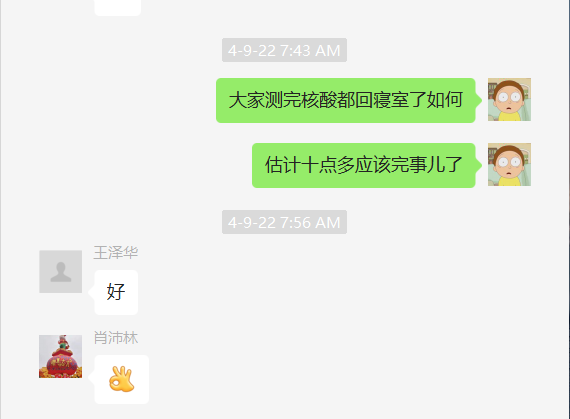 4-9-22 7:43 AM
大家测完核酸都回寝室了如何
估计十点多应该完事儿了
4-9-22 7:56 AM
王泽华
好
肖沛林
👌